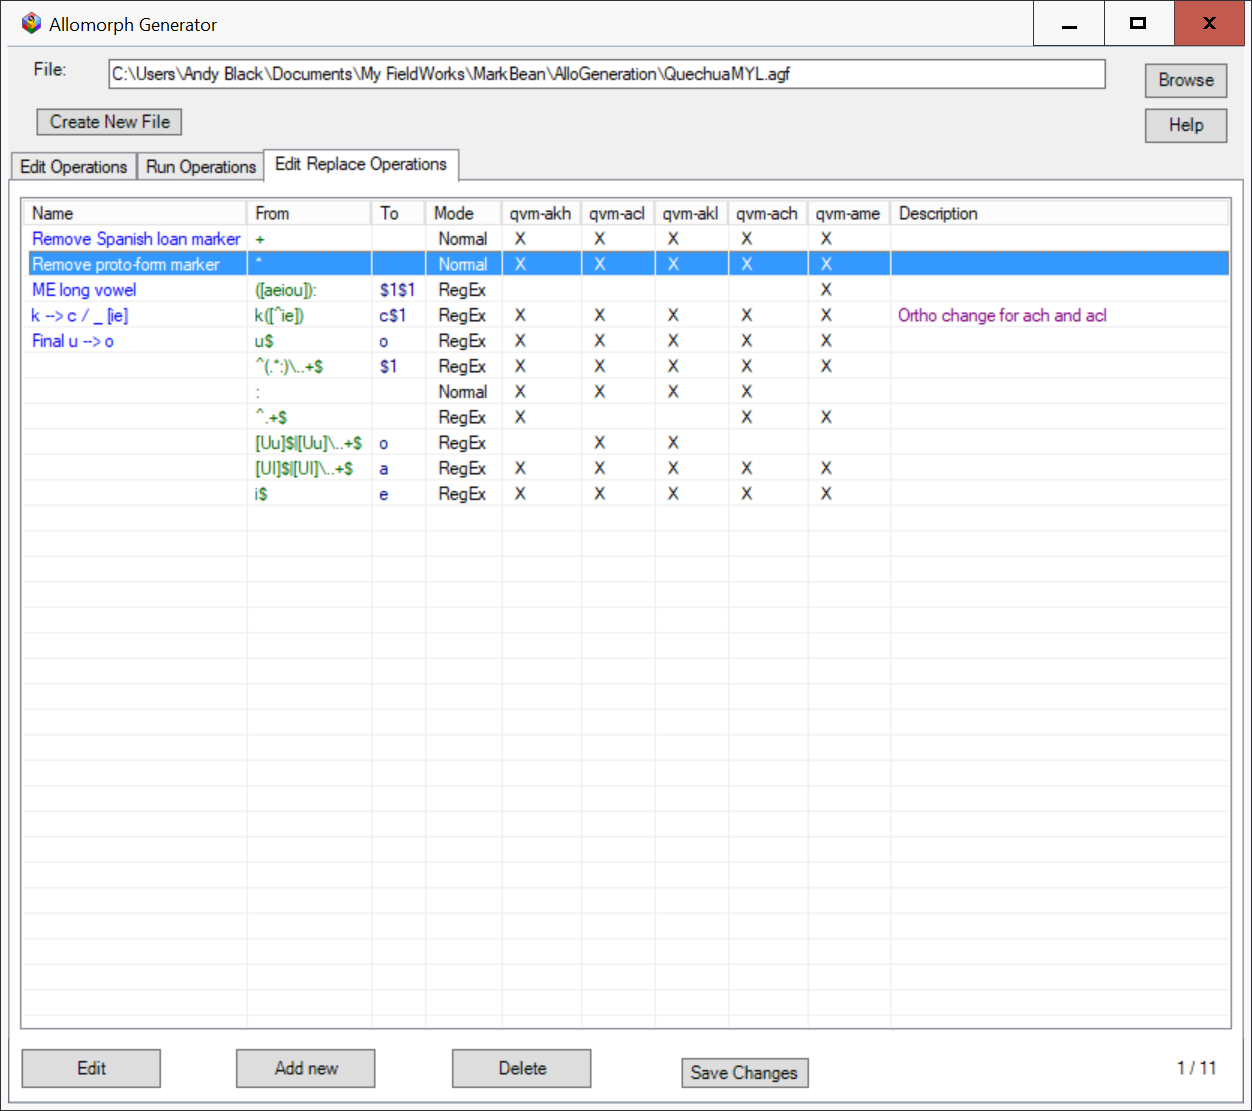 Allomorph Generator
File: C:\Users\Andy Black\Documents\My FieldWorks\MarkBean\AlloGeneration\QuechuaMYL.agf Browse
Create New File Help
Edit Operations Run Operations Edit Replace Operations
Name From To Mode qvm-akh qvm-acl qvm-akl qvm-ach qvm-ame Description
Remove Spanish loan marker + Normal X X X X X
Remove proto-form marker * Normal X X X X X
ME long vowel ([aeiou]): $1$1 RegEx X
k --> c / _ [ie] k([^ie]) c$1 RegEx X X X X X Ortho change for ach and acl
Final u --> o u$ o RegEx X X X X X
^(.*:)\..+$ $1 RegEx X X X X X
: Normal X X X X
^.+$ RegEx X X X
[Uu]$|[Uu]\..+$ o RegEx X X
[UI]$|[UI]\..+$ a RegEx X X X X X
i$ e RegEx X X X X X
Edit Add new Delete Save Changes 1 / 11